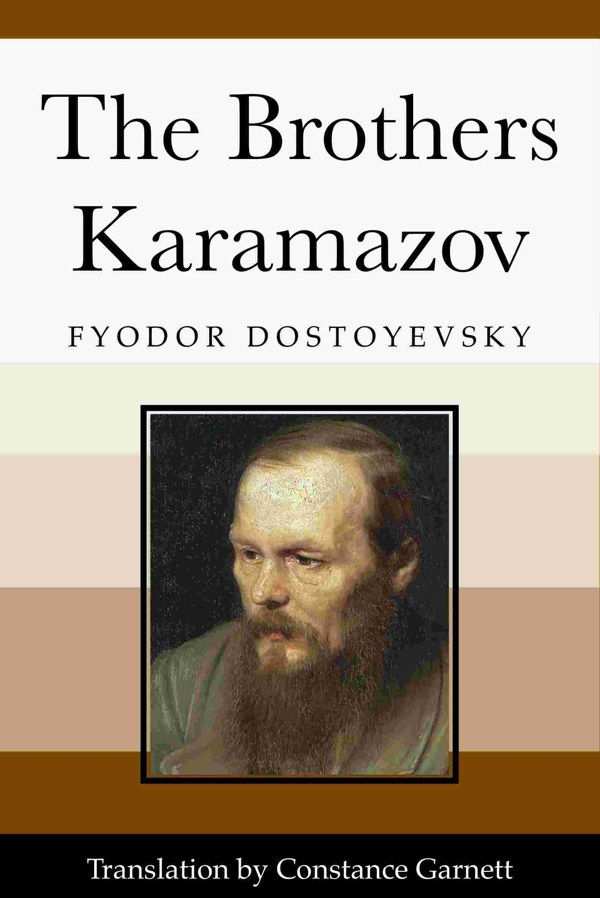 The Brothers
Karamazov
FYODOR DOSTOYEVSKY
Translation by Constance Garnett